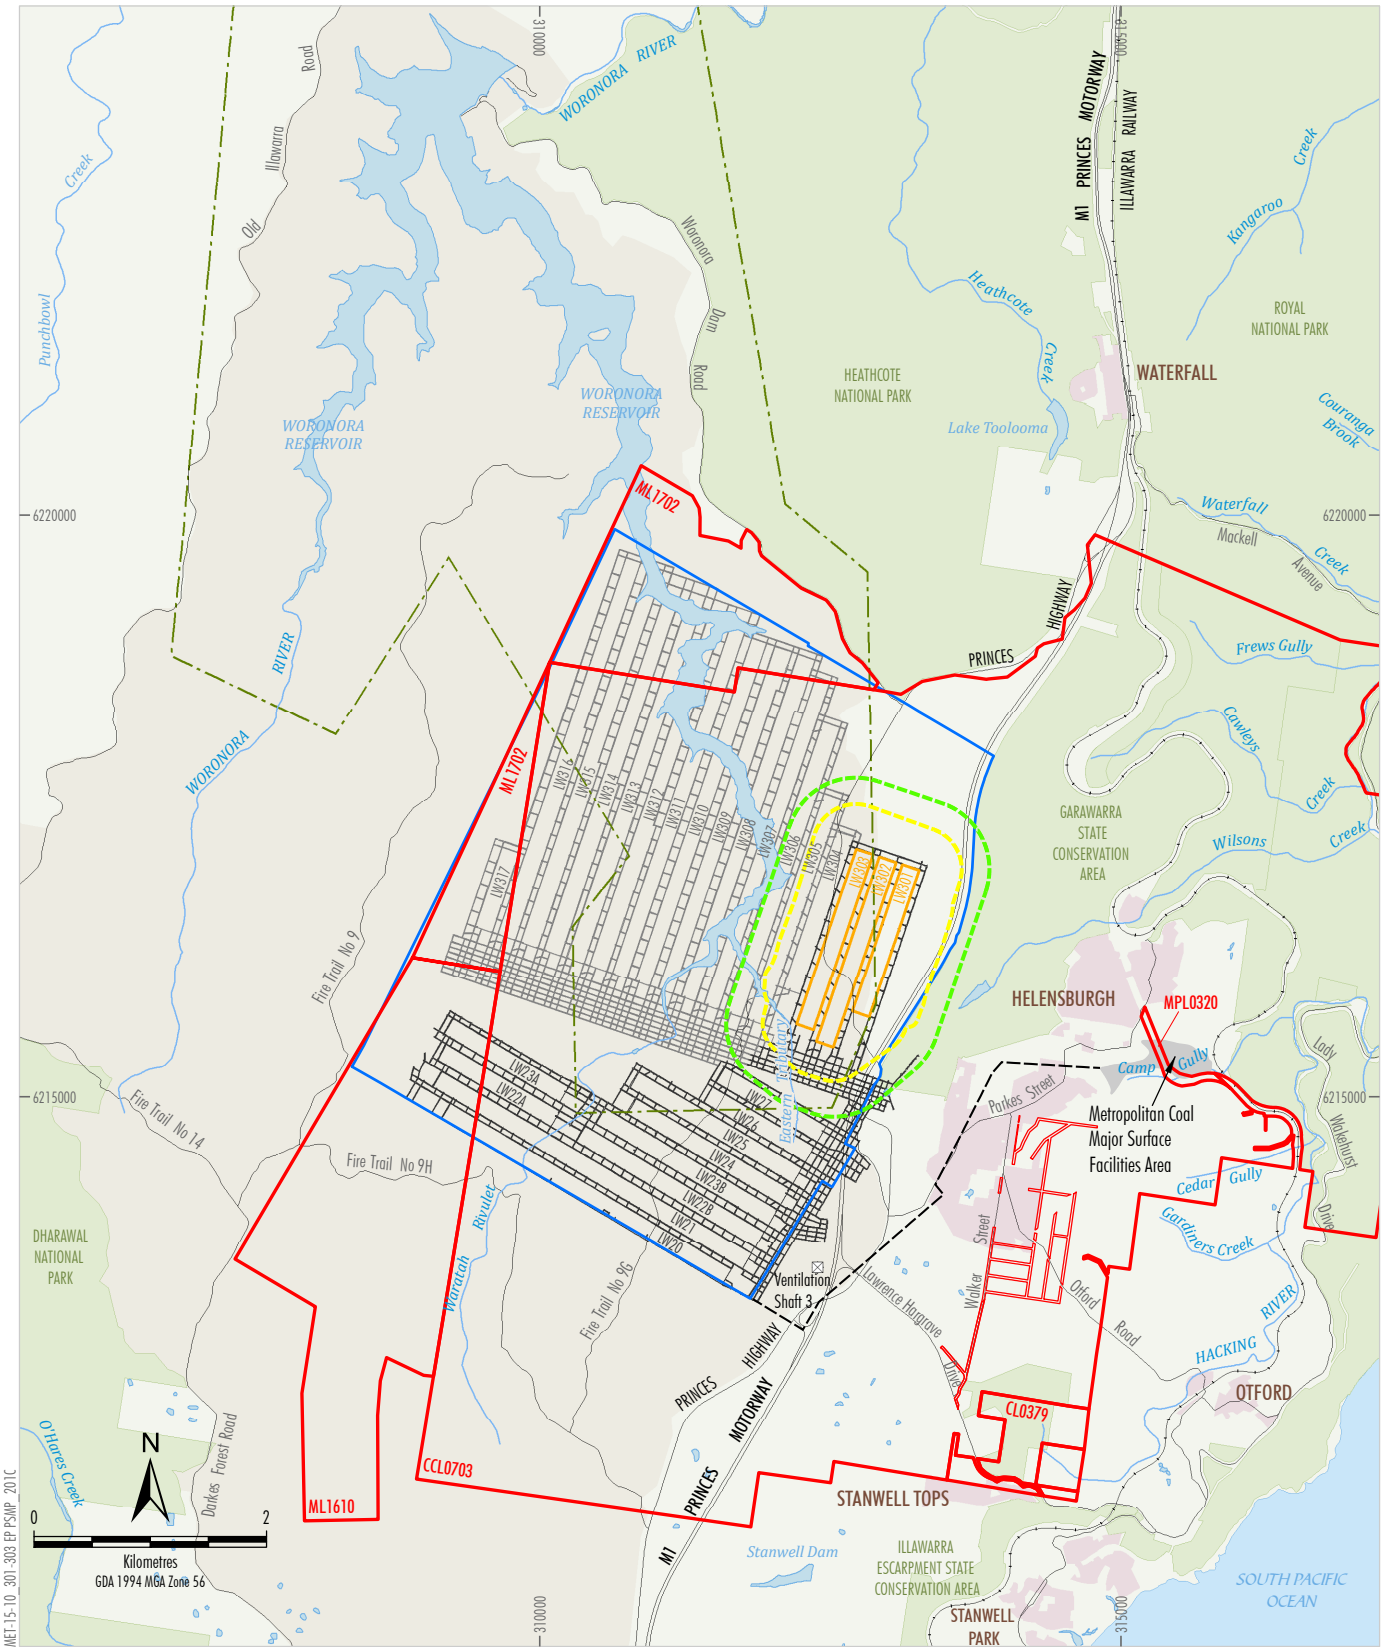 310000
315000
Road
Illawarra
Old
Creek
Punchbowl
WORONORA RIVER
M1 PRINCES MOTORWAY
ILLAWARRA RAILWAY
Creek
Kangaroo
Woronora
Dam
Road
Heathcote
Creek
ROYAL
NATIONAL PARK
HEATHCOTE
NATIONAL PARK
WATERFALL
Lake Toolooma
Couranga
Brook
WORONORA
RESERVOIR
WORONORA
RESERVOIR
ML1702
6220000
6220000
Waterfall
Creek
Mackell
Avenue
HIGHWAY
PRINCES
Frews Gully
RIVER
WORONORA
Cawleys
Creek
Wilsons
Creek
GARAWARRA
STATE
CONSERVATION
AREA
ML1702
LW316
LW315
LW314
LW313
LW312
LW311
LW310
LW309
LW308
LW307
LW306
LW305
LW304
LW303
LW302
LW301
LW317
Fire Trail No 9
HELENSBURGH
MPL0320
Camp Gully
Lady
Wakehurst
Drive
Parkes Street
Metropolitan Coal
Major Surface
Facilities Area
6215000
6215000
Eastern Tributary
LW23A
LW22A
LW27
LW26
LW25
LW24
LW23B
LW22B
LW21
LW20
Fire Trail No 14
Fire Trail No 9H
Fire Trail No 9G
Waratah Rivulet
Cedar Gully
Gardiners Creek
DHARAWAL
NATIONAL
PARK
Ventilation
Shaft 3
Lawrence Hargrave
Drive
Walker Street
Otford Road
HACKING RIVER
OTFORD
PRINCES HIGHWAY
M1 PRINCES MOTORWAY
CL0379
O'Hares Creek
Darkes Forest Road
N
0 2
Kilometres
GDA 1994 MGA Zone 56
ML1610
CCL0703
STANWELL TOPS
Stanwell Dam
ILLAWARRA
ESCARPMENT STATE
CONSERVATION AREA
STANWELL
PARK
SOUTH PACIFIC
OCEAN
310000
315000
MET-15-10_301-303 EP PSMP_201C